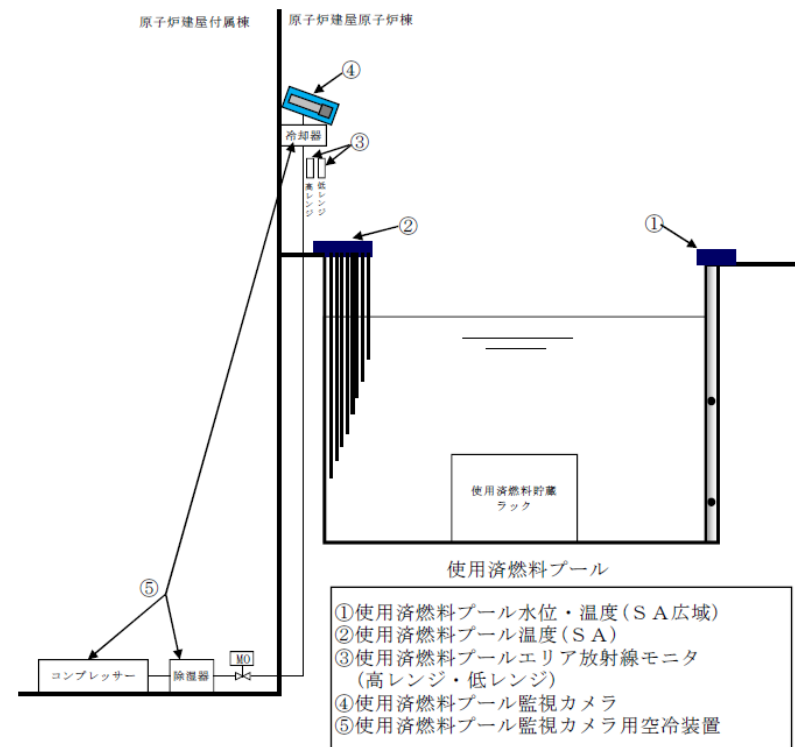 原子炉建屋付属棟
原子炉建屋原子炉棟
④
冷却器
③
高レンジ
低レンジ
②
①
使用済燃料貯蔵
ラック
使用済燃料プール
⑤
コンプレッサー
除湿器
MO
①使用済燃料プール水位・温度(SA広域)
②使用済燃料プール温度(SA)
③使用済燃料プールエリア放射線モニタ
(高レンジ・低レンジ)
④使用済燃料プール監視カメラ
⑤使用済燃料プール監視カメラ用空冷装置